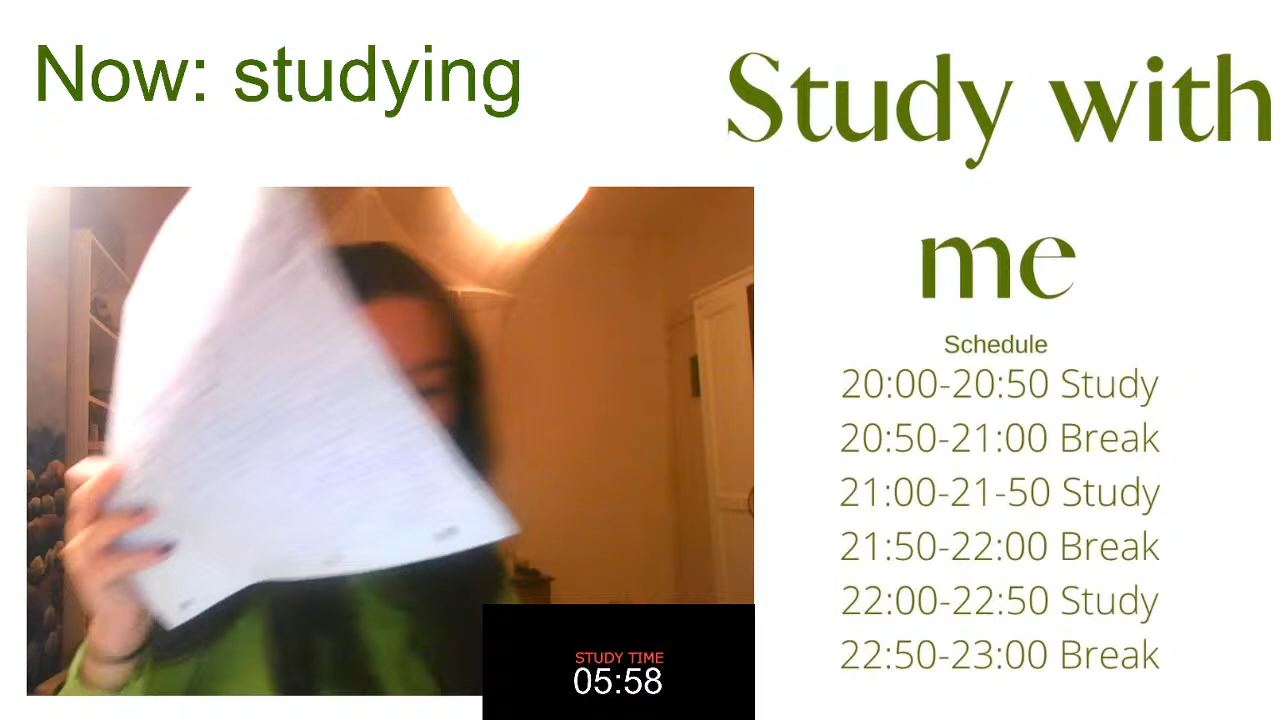 Now: studying
Study with
me
Schedule
20:00-20:50 Study
20:50-21:00 Break
21:00-21-50 Study
21:50-22:00 Break
22:00-22:50 Study
22:50-23:00 Break
STUDY TIME
05:58